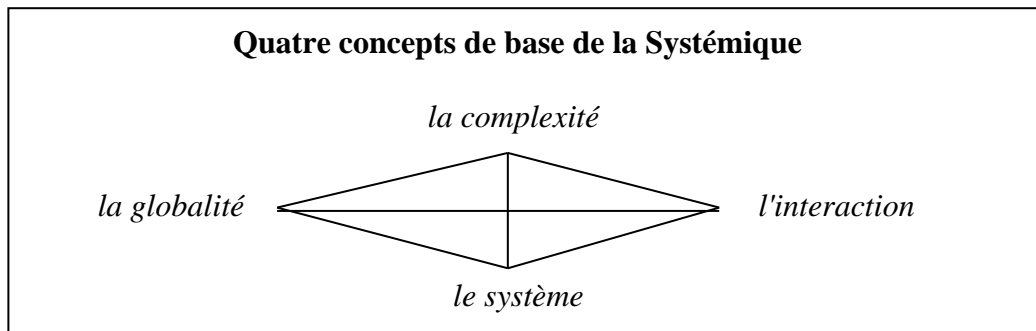 Quatre concepts de base de la Systémique
la complexité
la globalité
l'interaction
le système